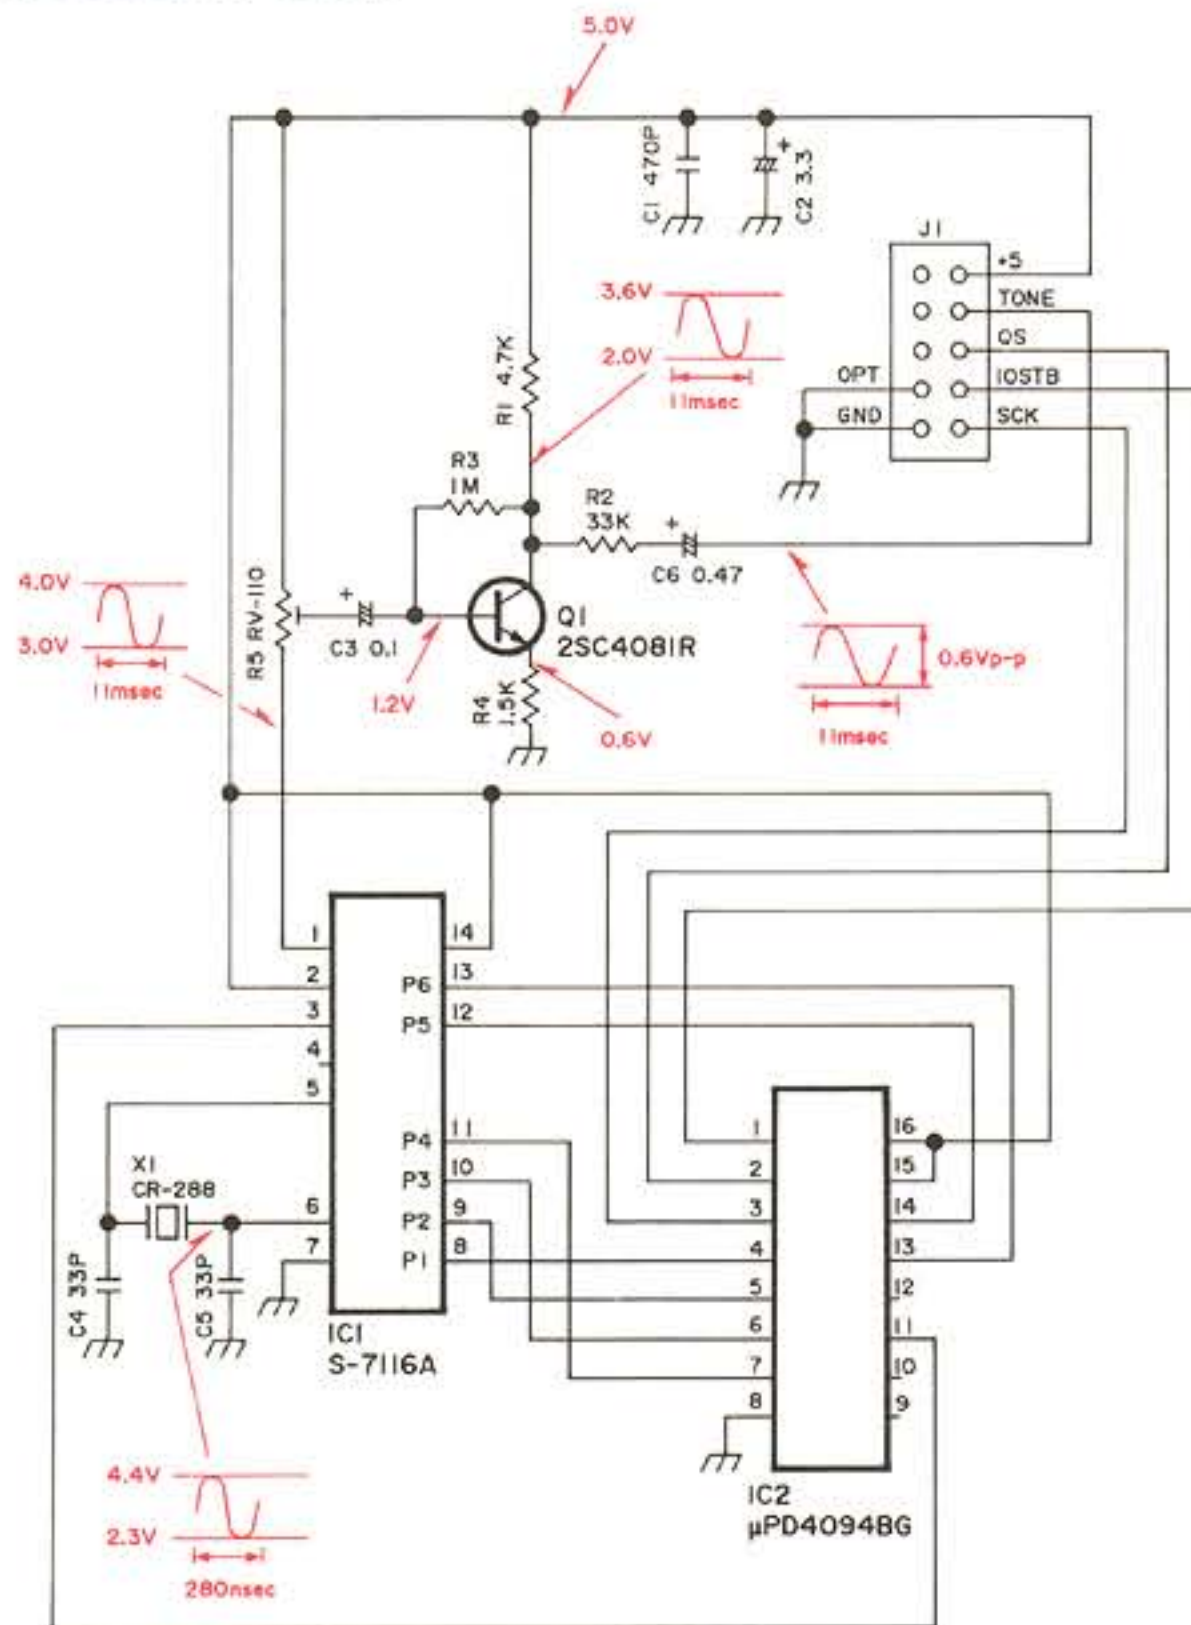 5.0V
C1 470P
+
C2 3.3
J1
+5
TONE
QS
OPT
IOSTB
GND
SCK
3.6V
2.0V
11msec
R1 4.7K
R3
1M
R2
33K
+
C6 0.47
4.0V
3.0V
11msec
R5 RV-110
+
C3 0.1
Q1
2SC4081R
1.2V
R4
1.5K
0.6V
0.6Vp-p
11msec
1
2
3
4
5
6
7
14
P6 13
P5 12
P4 11
P3 10
P2 9
P1 8
X1
CR-288
C4 33P
C5 33P
IC1
S-7116A
1
2
3
4
5
6
7
8
16
15
14
13
12
11
10
9
IC2
µPD4094BG
4.4V
2.3V
280nsec